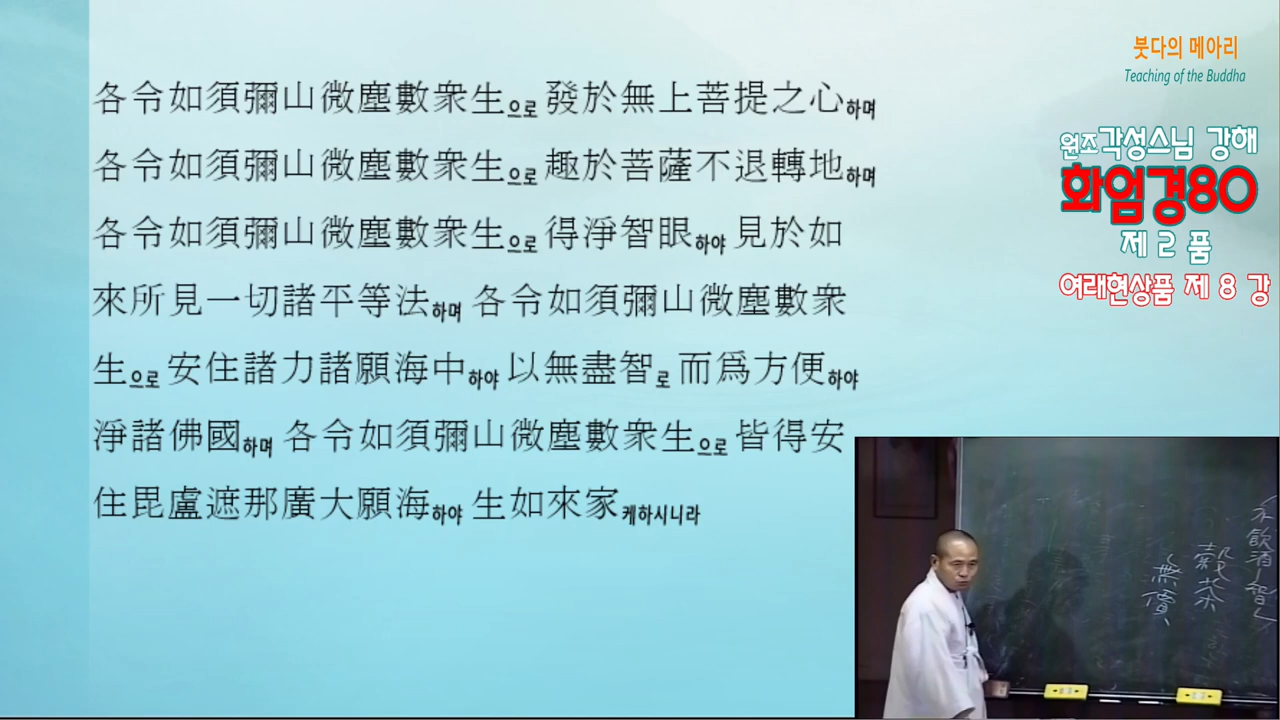 各令如須彌山微塵數衆生으로 發於無上菩提之心하며
各令如須彌山微塵數衆生으로 趣於菩薩不退轉地하며
各令如須彌山微塵數衆生으로 得淨智眼하야 見於如
來所見一切諸平等法하며 各令如須彌山微塵數衆
生으로 安住諸力諸願海中하야 以無盡智로 而爲方便하야
淨諸佛國하며 各令如須彌山微塵數衆生으로 皆得安
住毘盧遮那廣大願海하야 生如來家케하시니라
붓다의 메아리
Teaching of the Buddha
원조각성스님 강해
화엄경80
제 2 품
여래현상품 제 8 강
不飮酒
穀茶